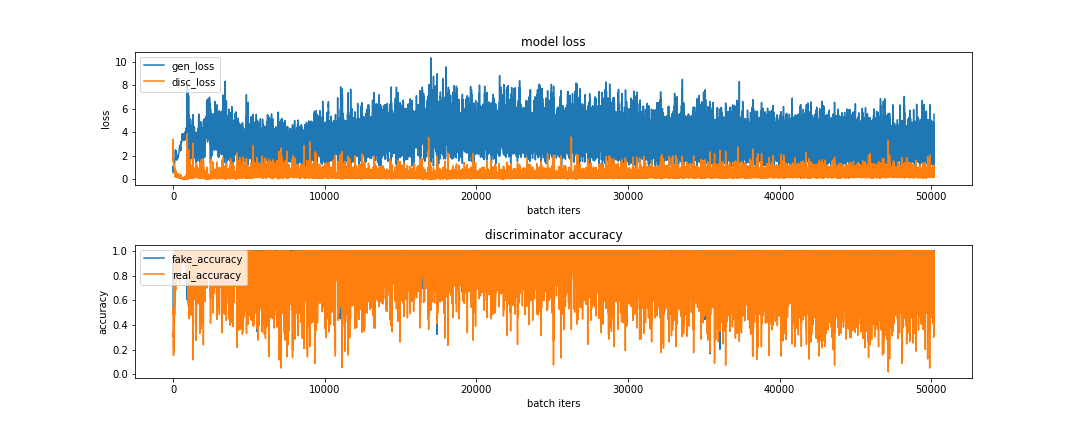 model loss
gen_loss
disc_loss
loss
10
8
6
4
2
0
0 10000 20000 30000 40000 50000
batch iters
discriminator accuracy
fake_accuracy
real_accuracy
accuracy
1.0
0.8
0.6
0.4
0.2
0.0
0 10000 20000 30000 40000 50000
batch iters